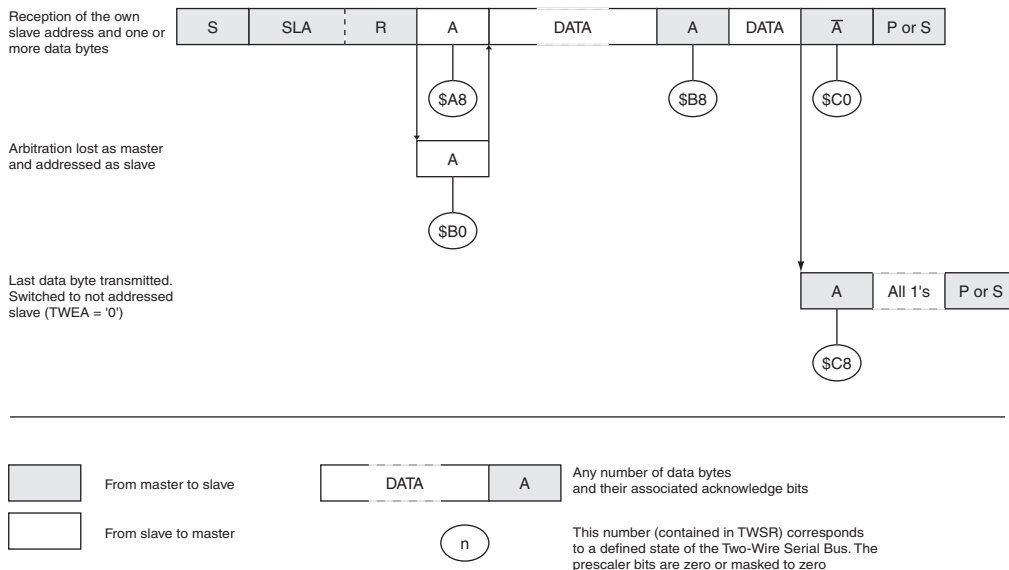 Reception of the own
slave address and one or
more data bytes
S SLA R A DATA A DATA A̅ P or S
$A8 $B8 $C0
Arbitration lost as master
and addressed as slave
A
$B0
Last data byte transmitted.
Switched to not addressed
slave (TWEA = '0')
A All 1's P or S
$C8
From master to slave
DATA A
Any number of data bytes
and their associated acknowledge bits
From slave to master
n
This number (contained in TWSR) corresponds
to a defined state of the Two-Wire Serial Bus. The
prescaler bits are zero or masked to zero